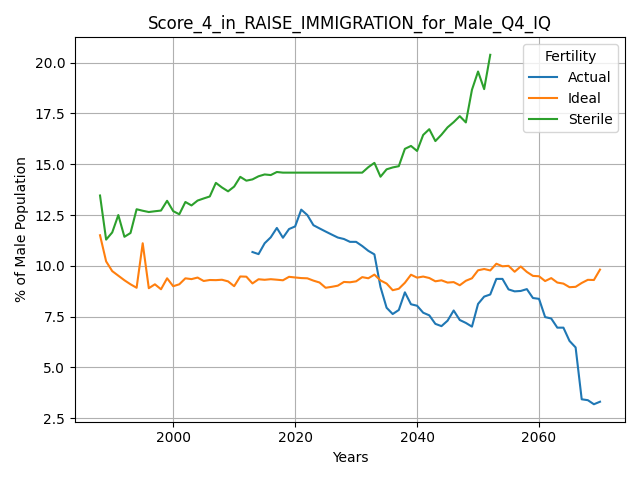 Score_4_in_RAISE_IMMIGRATION_for_Male_Q4_IQ
% of Male Population
20.0
17.5
15.0
12.5
10.0
7.5
5.0
2.5
Fertility
Actual
Ideal
Sterile
2000
2020
2040
2060
Years